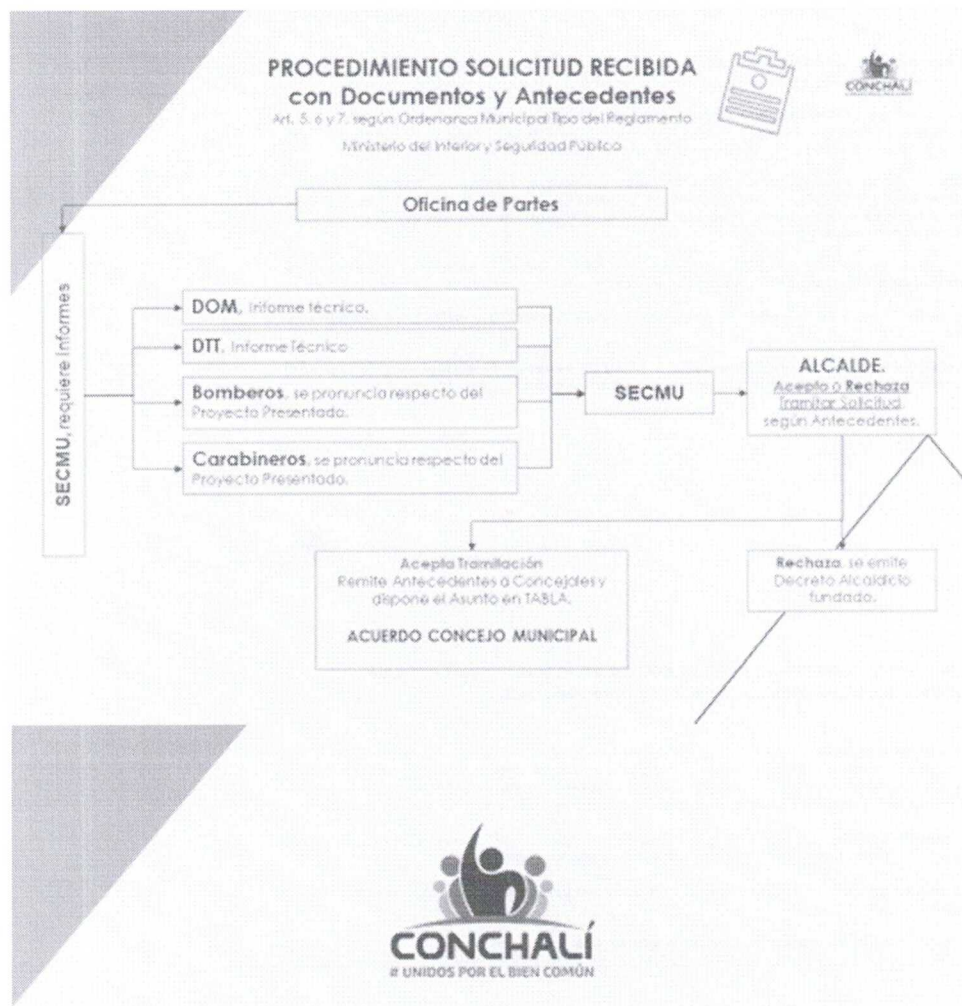 PROCEDIMIENTO SOLICITUD RECIBIDA
con Documentos y Antecedentes
Art. 5, 6 y 7, según Ordenanza Municipal Tipo del Reglamento
Ministerio del Interior y Seguridad Pública
CONCHALÍ
Oficina de Partes
SECMU, requiere Informes
DOM, Informe técnico.
DTT, Informe Técnico
Bomberos, se pronuncia respecto del
Proyecto Presentado.
Carabineros, se pronuncia respecto del
Proyecto Presentado.
SECMU
ALCALDE.
Acepta o Rechaza
Tramitar Solicitud
según Antecedentes.
Acepta Tramitación
Remite Antecedentes a Concejales y
dispone el Asunto en TABLA.
ACUERDO CONCEJO MUNICIPAL
Rechaza, se emite
Decreto Alcaldicio
fundado.
CONCHALÍ
# UNIDOS POR EL BIEN COMÚN